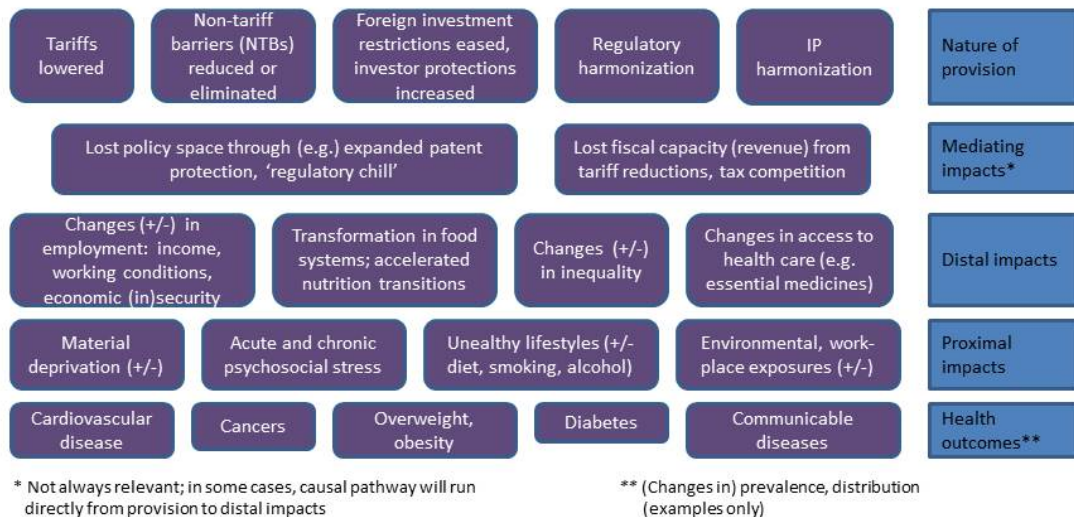 Tariffs
lowered
Non-tariff
barriers (NTBs)
reduced or
eliminated
Foreign investment
restrictions eased,
investor protections
increased
Regulatory
harmonization
IP
harmonization
Nature of
provision
Lost policy space through (e.g.) expanded patent
protection, ‘regulatory chill’
Lost fiscal capacity (revenue) from
tariff reductions, tax competition
Mediating
impacts*
Changes (+/-) in
employment: income,
working conditions,
economic (in)security
Transformation in food
systems; accelerated
nutrition transitions
Changes (+/-)
in inequality
Changes in access to
health care (e.g.
essential medicines)
Distal impacts
Material
deprivation (+/-)
Acute and chronic
psychosocial stress
Unealthy lifestyles (+/-
diet, smoking, alcohol)
Environmental, work-
place exposures (+/-)
Proximal
impacts
Cardiovascular
disease
Cancers
Overweight,
obesity
Diabetes
Communicable
diseases
Health
outcomes**
* Not always relevant; in some cases, causal pathway will run
directly from provision to distal impacts
** (Changes in) prevalence, distribution
(examples only)